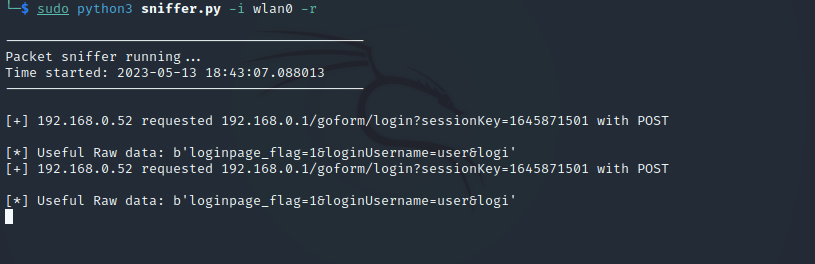 └─$ sudo python3 sniffer.py -i wlan0 -r
---------------------------------------------
Packet sniffer running...
Time started: 2023-05-13 18:43:07.088013
---------------------------------------------
[+] 192.168.0.52 requested 192.168.0.1/goform/login?sessionKey=1645871501 with POST
[*] Useful Raw data: b'loginpage_flag=1&loginUsername=user&logi'
[+] 192.168.0.52 requested 192.168.0.1/goform/login?sessionKey=1645871501 with POST
[*] Useful Raw data: b'loginpage_flag=1&loginUsername=user&logi'